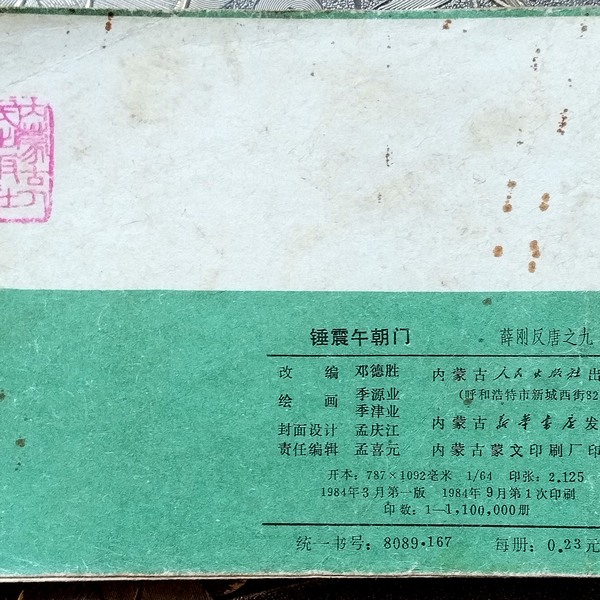 内蒙古
锤震午朝门 薛刚反唐之九
改 编 邓德胜 内蒙古人民出版社出
绘 画 季源业 (呼和浩特市新城西街82
季津业
封面设计 孟庆江 内蒙古新华书店发
责任编辑 孟喜元 内蒙古蒙文印刷厂印
开本：787×1092毫米 1/64 印张：2.125
1984年3月第一版 1984年9月第1次印刷
印数：1—1,100,000册
统一书号：8089·167 每册：0.23元